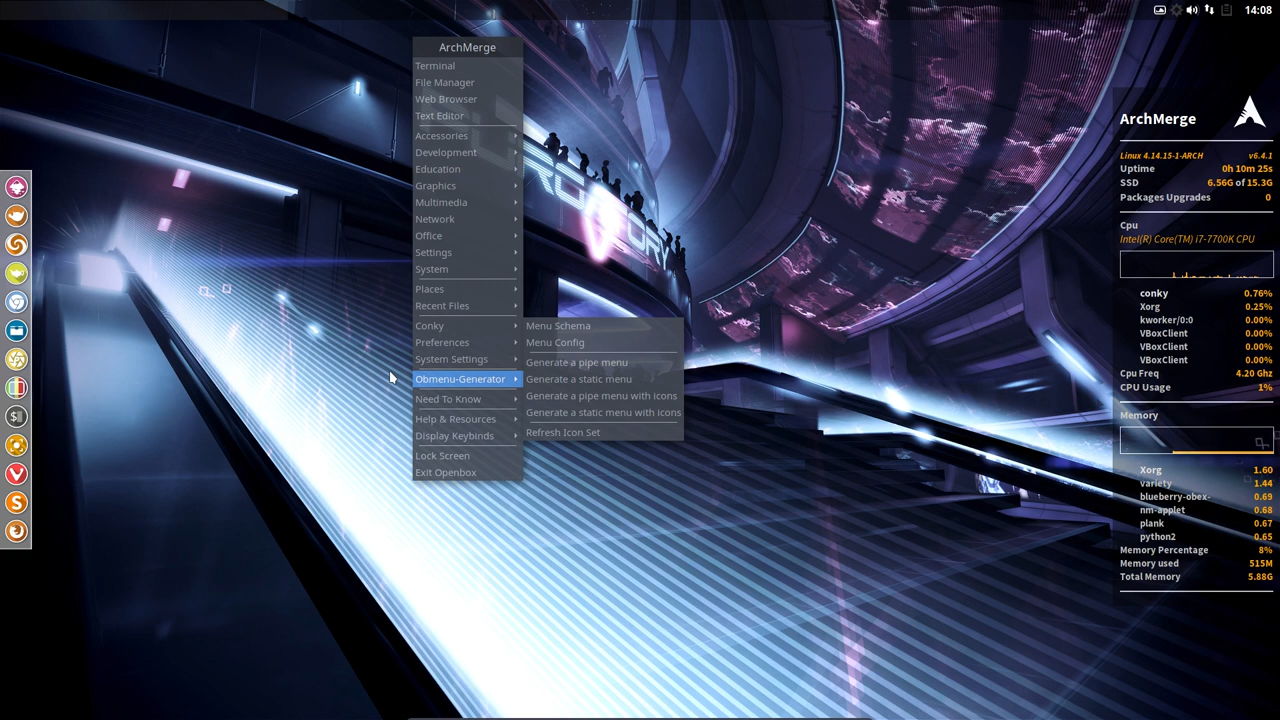 14:08
ArchMerge
Terminal
File Manager
Web Browser
Text Editor
Accessories
Development
Education
Graphics
Multimedia
Network
Office
Settings
System
Places
Recent Files
Conky
Preferences
System Settings
Obmenu-Generator
Need To Know
Help & Resources
Display Keybinds
Lock Screen
Exit Openbox
Menu Schema
Menu Config
Generate a pipe menu
Generate a static menu
Generate a pipe menu with icons
Generate a static menu with icons
Refresh Icon Set
ArchMerge
Linux 4.14.15-1-ARCH v6.4.1
Uptime 0h 10m 25s
SSD 6.56G of 15.3G
Packages Upgrades 0
Cpu
Intel(R) Core(TM) i7-7700K CPU
conky 0.76%
Xorg 0.25%
kworker/0:0 0.00%
VBoxClient 0.00%
VBoxClient 0.00%
VBoxClient 0.00%
Cpu Freq 4.20 Ghz
CPU Usage 1%
Memory
Xorg 1.60
variety 1.44
blueberry-obex- 0.69
nm-applet 0.68
plank 0.67
python2 0.65
Memory Percentage 8%
Memory used 515M
Total Memory 5.88G